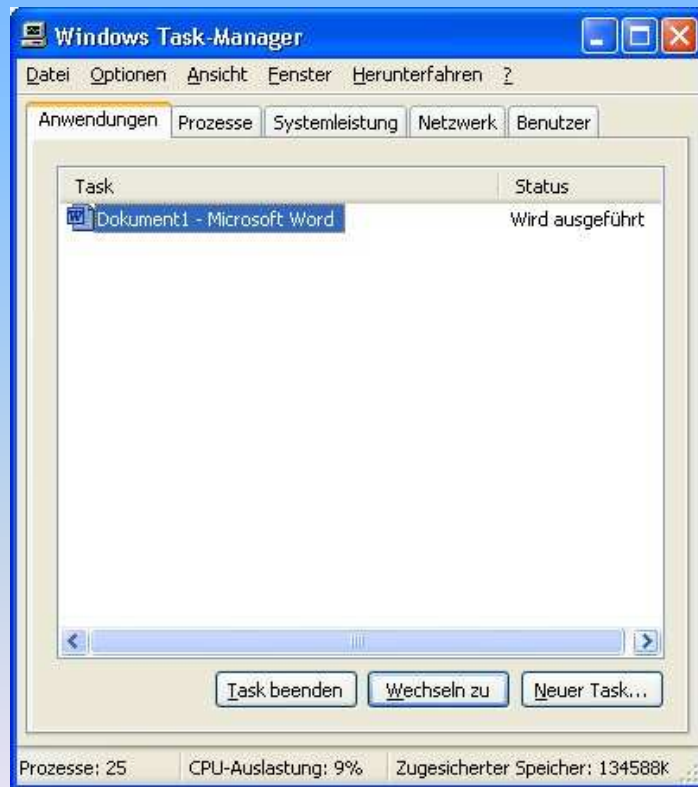 Windows Task-Manager
Datei Optionen Ansicht Fenster Herunterfahren ?
Anwendungen Prozesse Systemleistung Netzwerk Benutzer
Task Status
Dokument1 - Microsoft Word Wird ausgeführt
Task beenden Wechseln zu Neuer Task...
Prozesse: 25 CPU-Auslastung: 9% Zugesicherter Speicher: 134588K